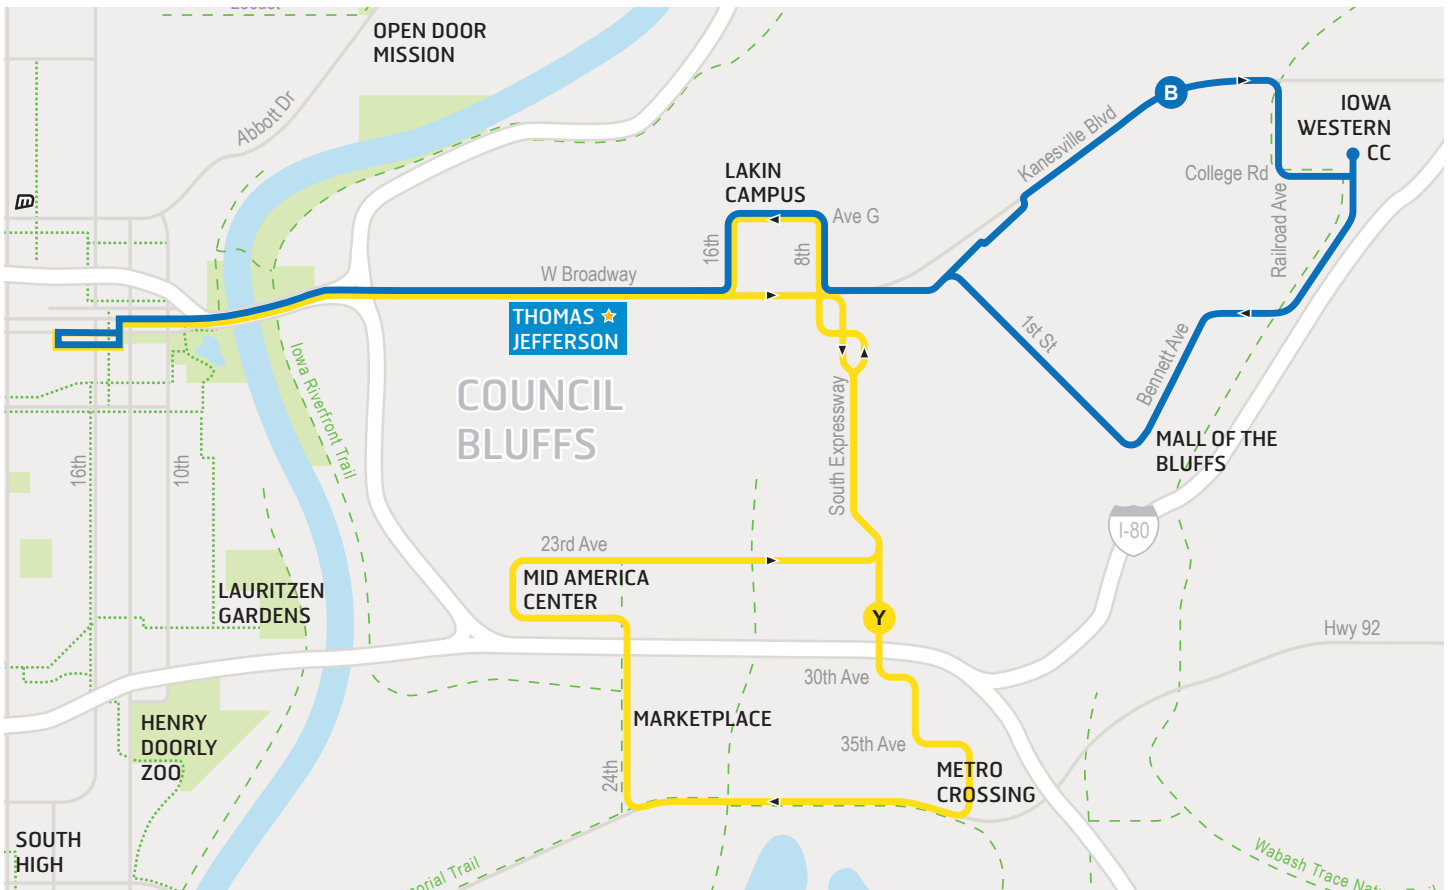 Locust
OPEN DOOR
MISSION
Abbott Dr
B
IOWA
WESTERN
CC
Kanesville Blvd
College Rd
Railroad Ave
LAKIN
CAMPUS
Ave G
16th
8th
W Broadway
THOMAS
JEFFERSON
1st St
Bennett Ave
Iowa Riverfront Trail
COUNCIL
BLUFFS
South Expressway
MALL OF THE
BLUFFS
16th
10th
I-80
23rd Ave
MID AMERICA
CENTER
LAURITZEN
GARDENS
Y
Hwy 92
30th Ave
MARKETPLACE
35th Ave
HENRY
DOORLY
ZOO
24th
METRO
CROSSING
SOUTH
HIGH
Trail
Wabash Trace